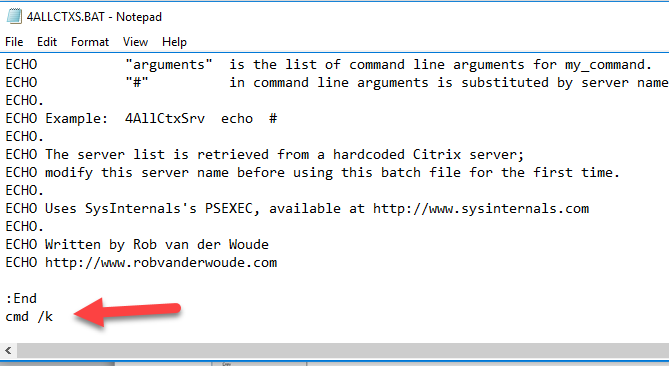 4ALLCTXS.BAT - Notepad
File Edit Format View Help
ECHO "arguments" is the list of command line arguments for my_command.
ECHO "#" in command line arguments is substituted by server name
ECHO.
ECHO Example: 4AllCtxSrv echo #
ECHO.
ECHO The server list is retrieved from a hardcoded Citrix server;
ECHO modify this server name before using this batch file for the first time.
ECHO.
ECHO Uses SysInternals's PSEXEC, available at http://www.sysinternals.com
ECHO.
ECHO Written by Rob van der Woude
ECHO http://www.robvanderwoude.com
:End
cmd /k